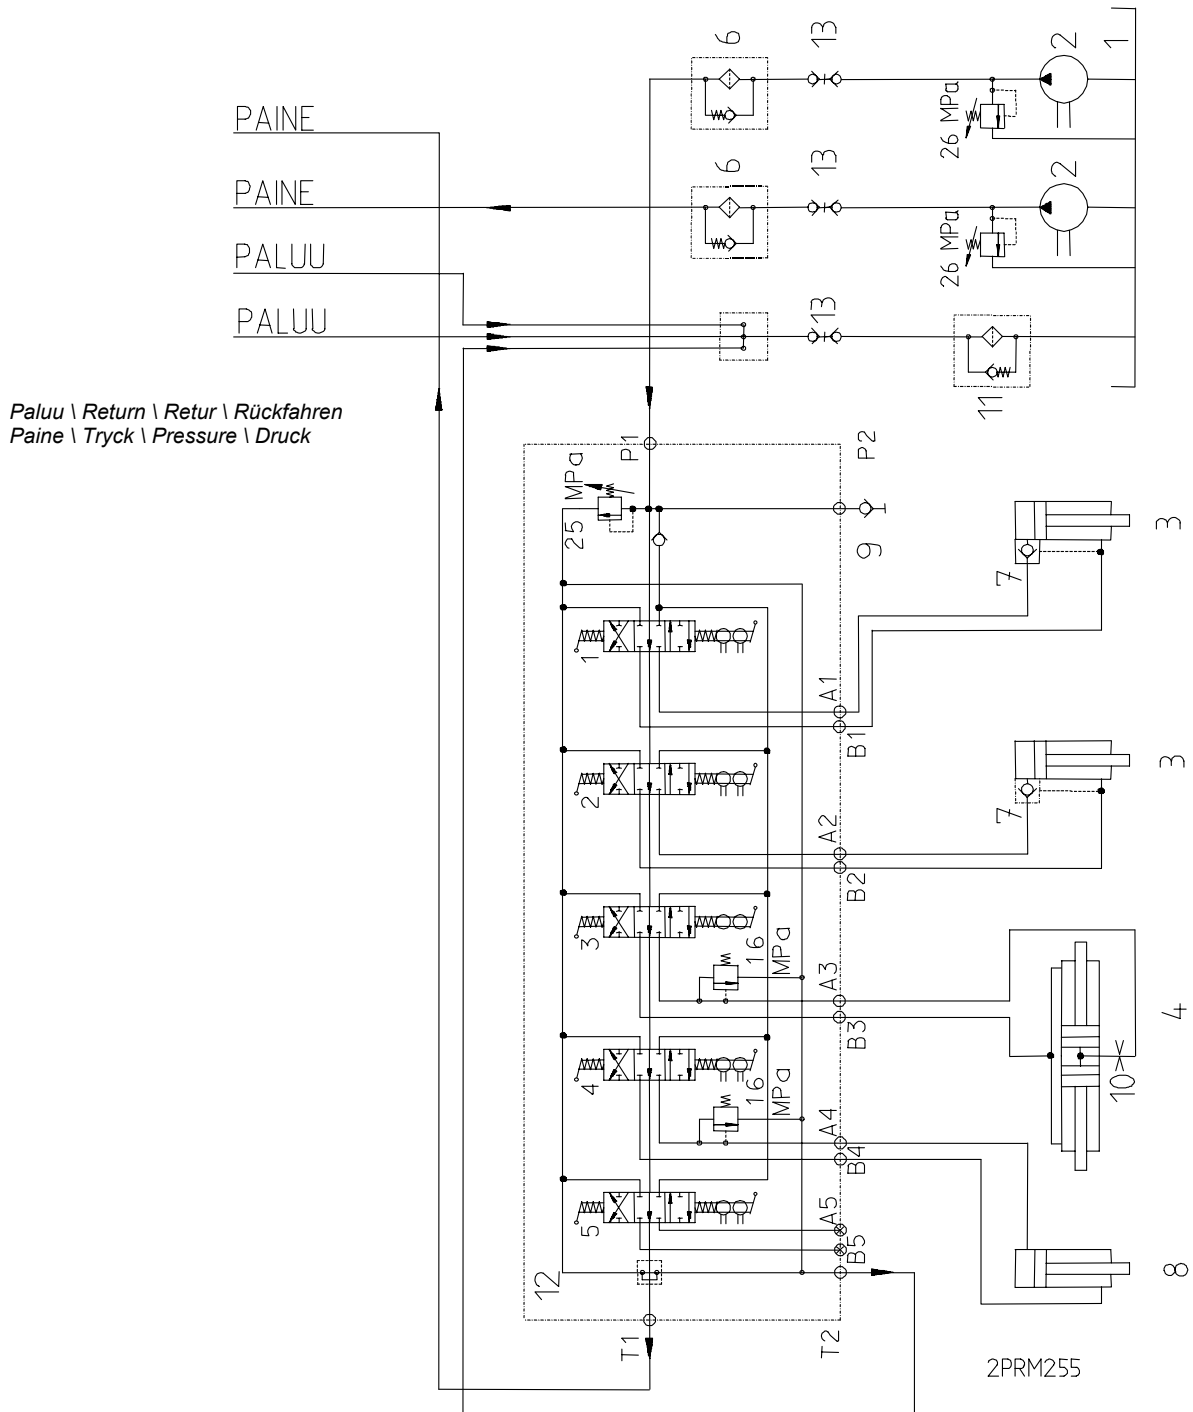 6
13
2
1
26 MPa
PAINE
6
13
2
26 MPa
PAINE
PALUU
13
PALUU
11
Paluu \ Return \ Retur \ Rückfahren
Paine \ Tryck \ Pressure \ Druck
P1
P2
MPa
25
9
3
7
1
A1
B1
3
7
2
A2
B2
3
16
MPa
A3
B3
4
10
4
16
MPa
A4
B4
5
A5
B5
12
8
T1
T2
2PRM255